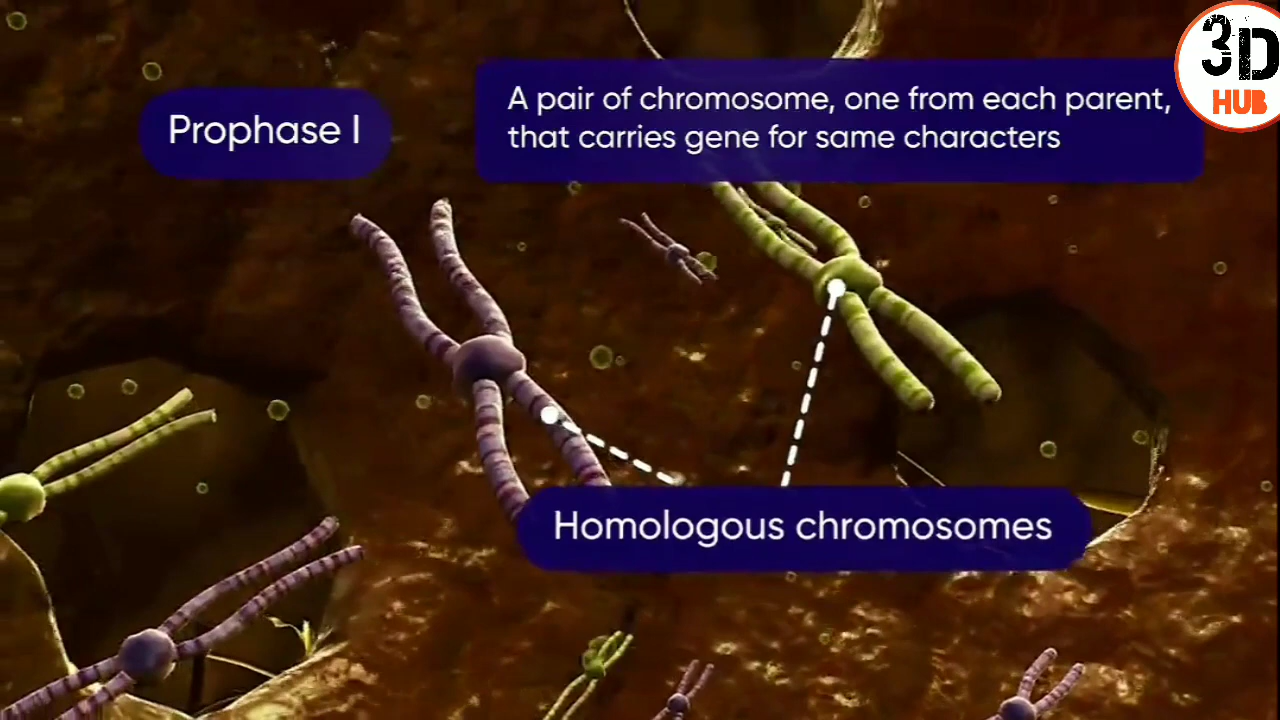 Prophase I
A pair of chromosome, one from each parent,
that carries gene for same characters
3D
HUB
Homologous chromosomes